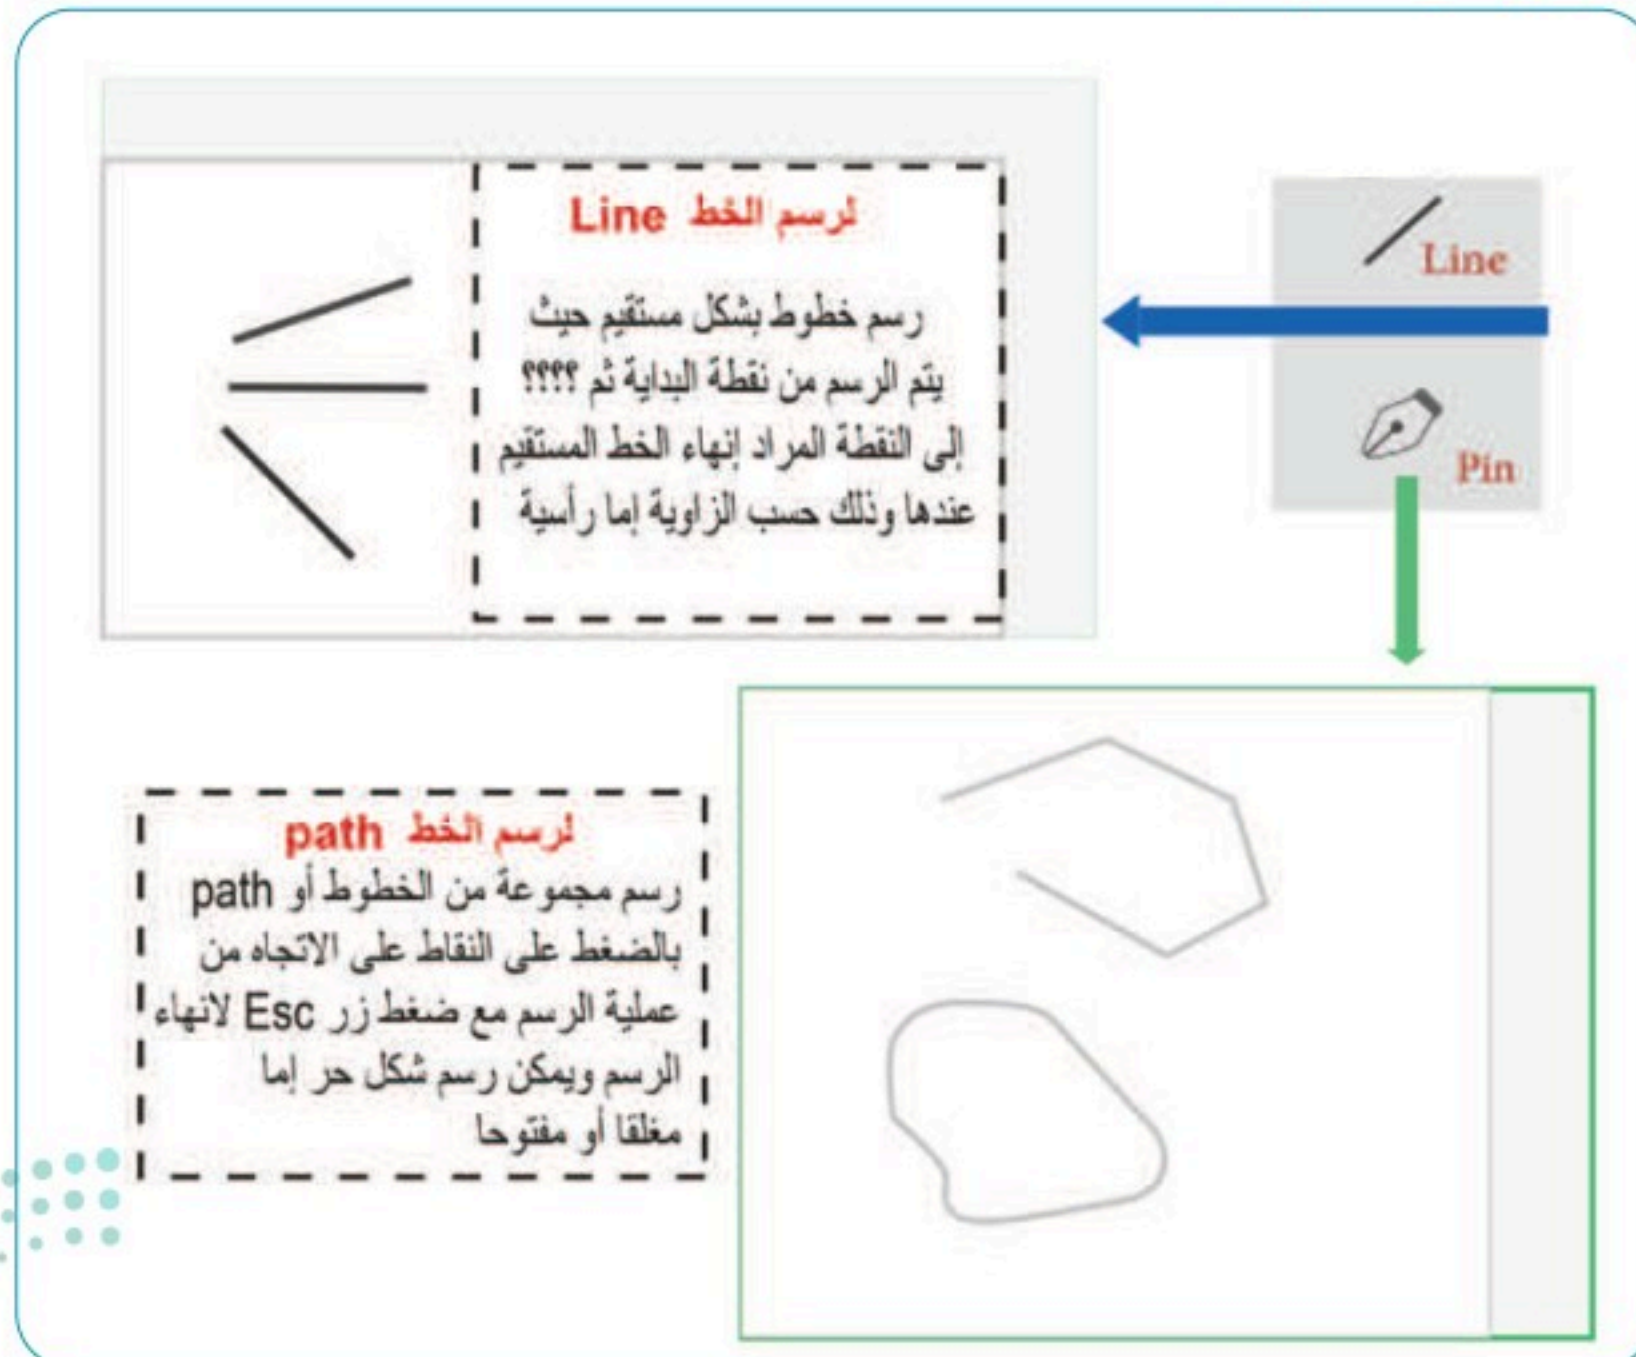 Line
Pin
لرسم الخط Line
رسم خطوط بشكل مستقيم حيث
يتم الرسم من نقطة البداية ثم ؟؟؟؟
إلى النقطة المراد إنهاء الخط المستقيم
عندها وذلك حسب الزاوية إما رأسية
لرسم الخط path
رسم مجموعة من الخطوط أو path
بالضغط على النقاط على الاتجاه من
عملية الرسم مع ضغط زر Esc لانهاء
الرسم ويمكن رسم شكل حر إما
مغلقا أو مفتوحا